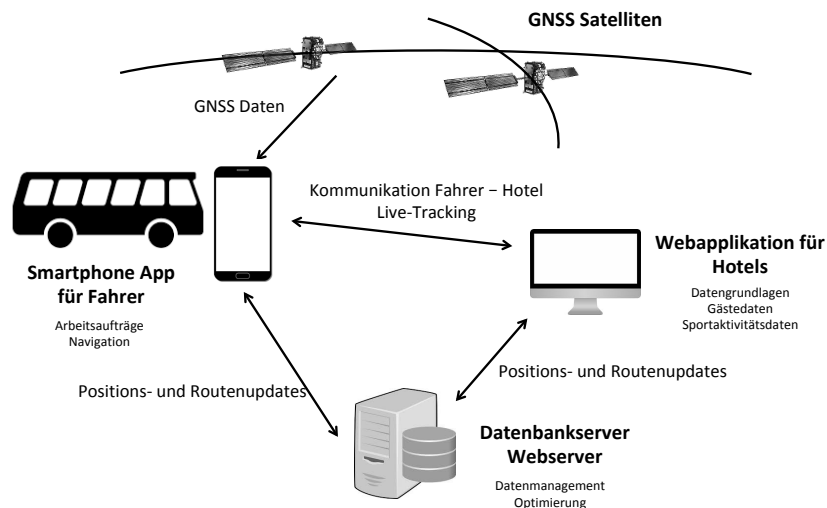 GNSS Satelliten
GNSS Daten
Kommunikation Fahrer – Hotel
Live-Tracking
Smartphone App
für Fahrer
Arbeitsaufträge
Navigation
Webapplikation für
Hotels
Datengrundlagen
Gästedaten
Sportaktivitätsdaten
Positions- und Routenupdates
Positions- und Routenupdates
Datenbankserver
Webserver
Datenmanagement
Optimierung